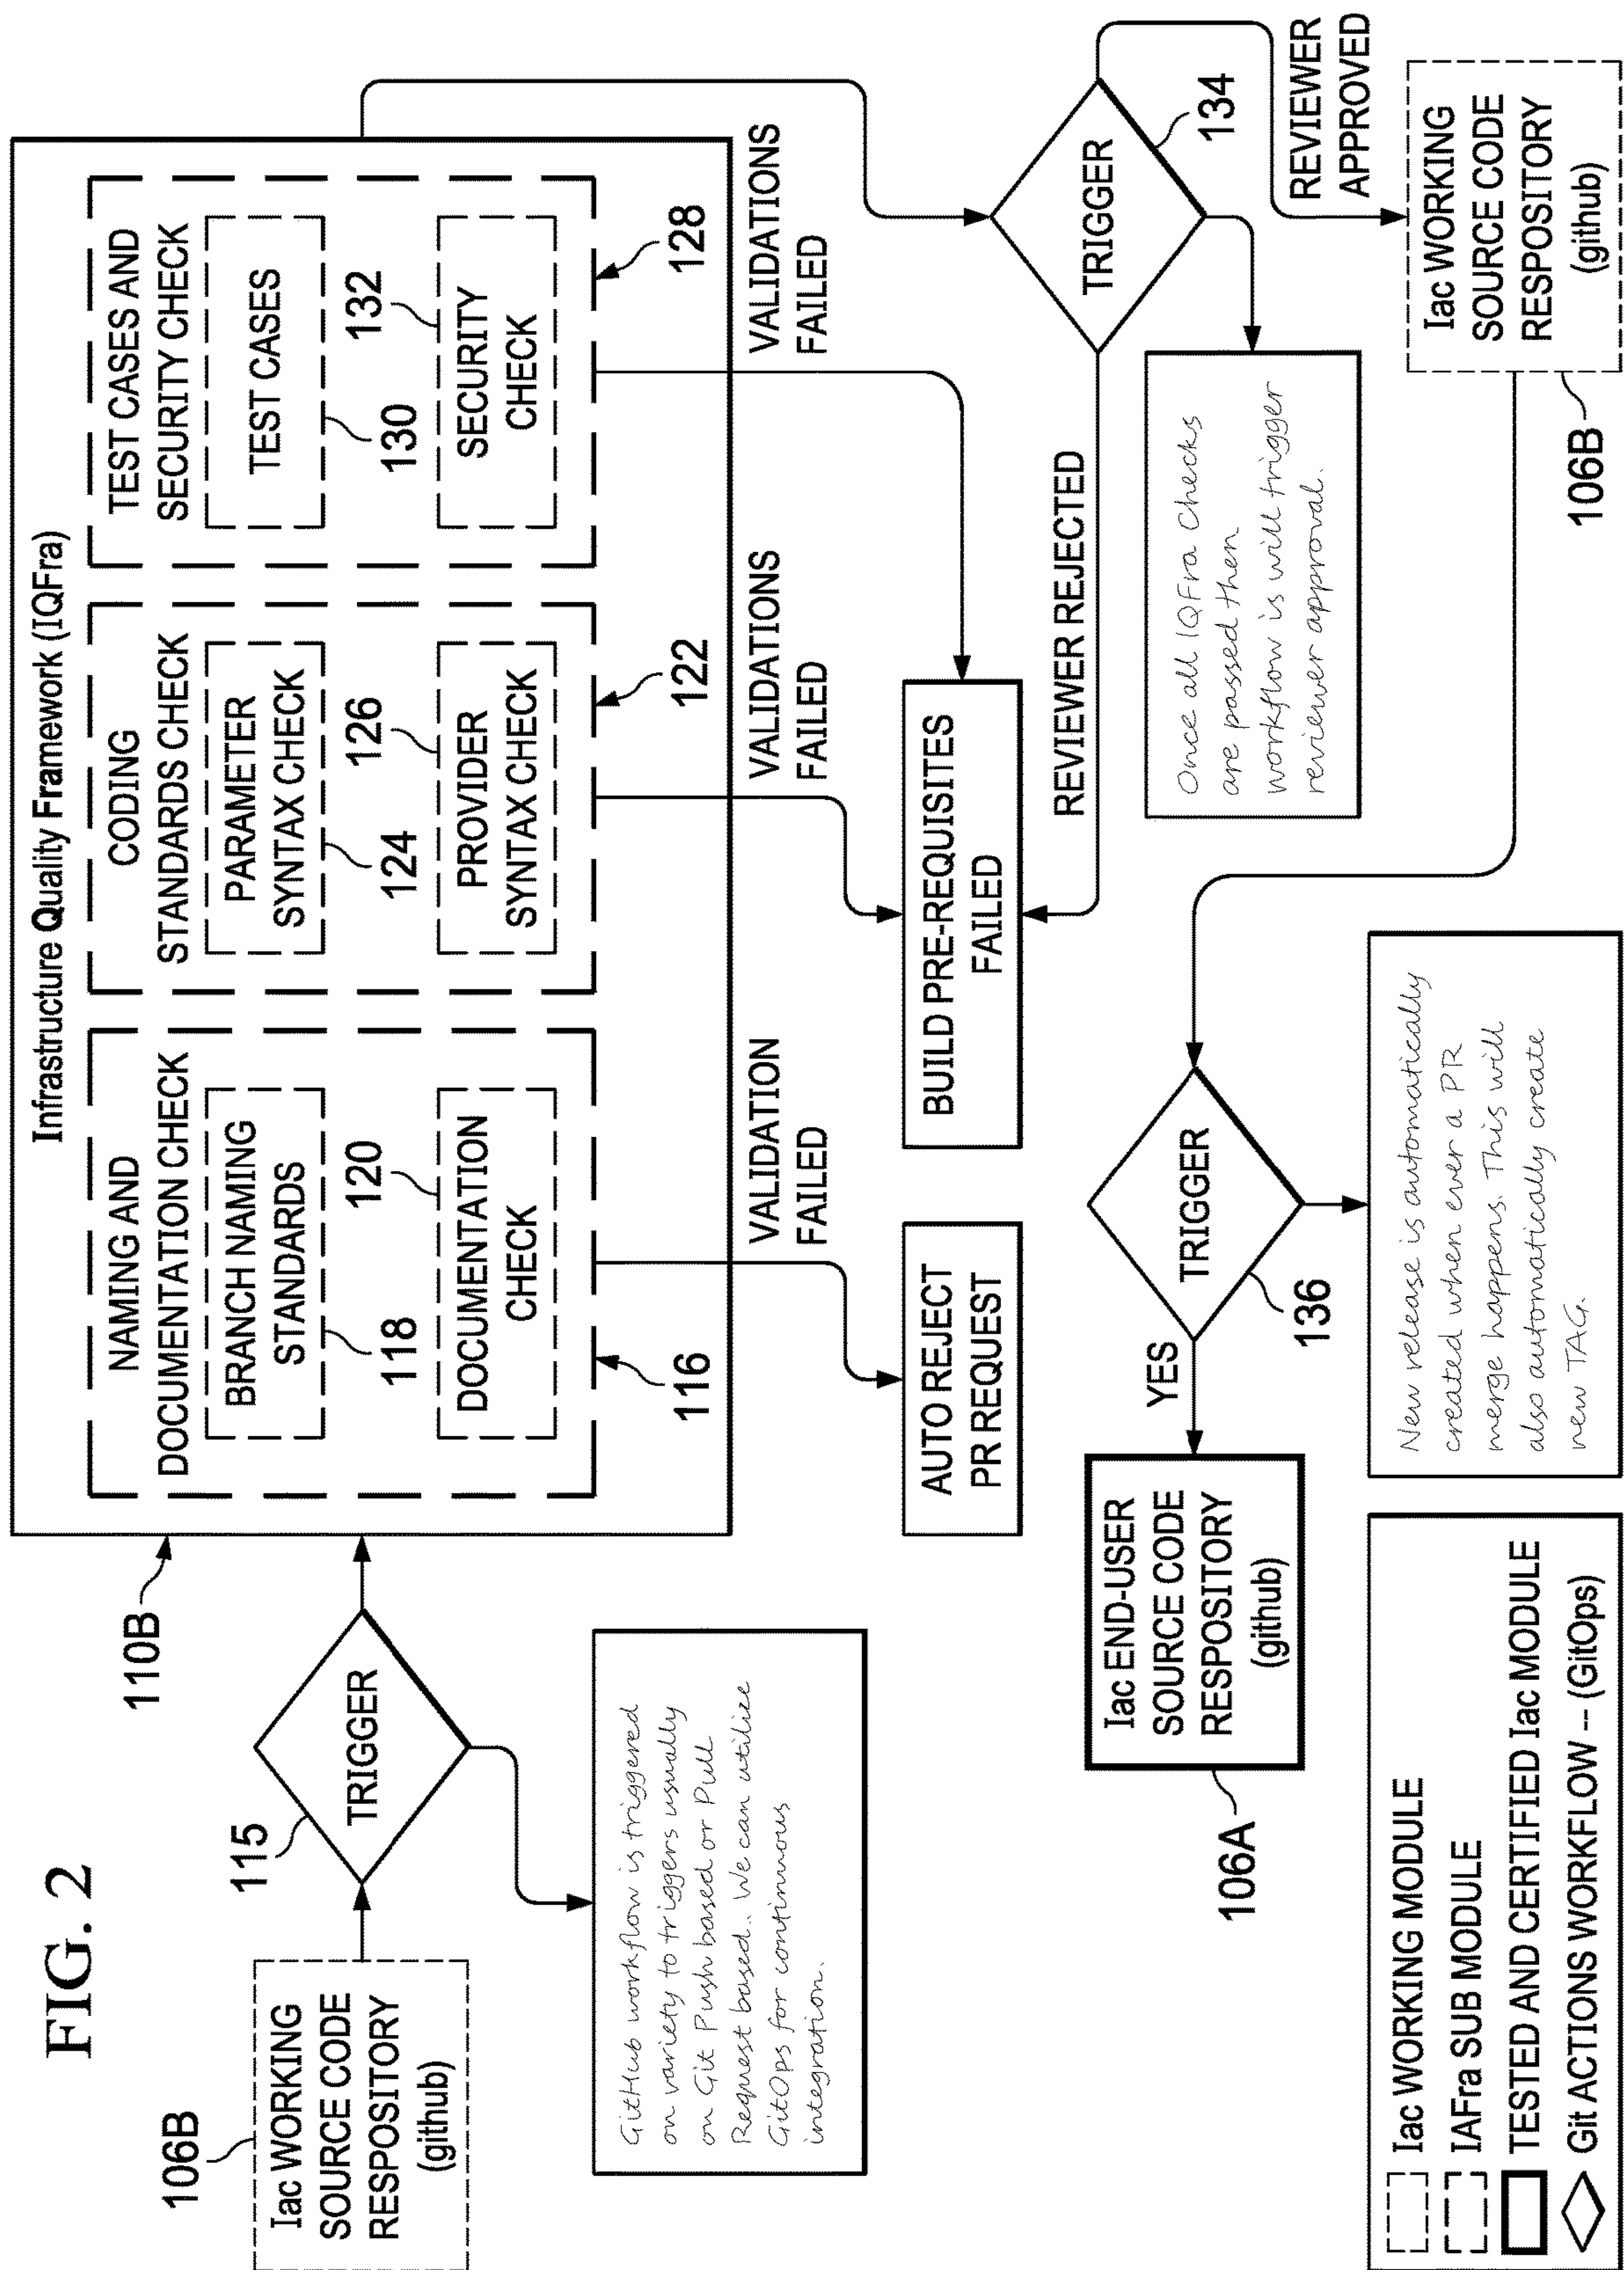 FIG. 2
106B
Iac WORKING
SOURCE CODE
RESPOSITORY
(github)
115
TRIGGER
GitHub workflow is triggered
on variety to triggers usually
on Git Push based or Pull
Request based.. We can utilize
GitOps for continuous
integration.
110B
Infrastructure Quality Framework (IQFra)
NAMING AND
DOCUMENTATION CHECK
BRANCH NAMING
STANDARDS
118
120
DOCUMENTATION
CHECK
116
CODING
STANDARDS CHECK
PARAMETER
SYNTAX CHECK
124
126
PROVIDER
SYNTAX CHECK
122
TEST CASES AND
SECURITY CHECK
TEST CASES
130
132
SECURITY
CHECK
128
VALIDATION
FAILED
VALIDATIONS
FAILED
VALIDATIONS
FAILED
AUTO REJECT
PR REQUEST
BUILD PRE-REQUISITES
FAILED
REVIEWER REJECTED
TRIGGER
134
REVIEWER
APPROVED
Once all IQFra Checks
are passed then
workflow is will trigger
reviewer approval.
Iac WORKING
SOURCE CODE
RESPOSITORY
(github)
106B
TRIGGER
136
YES
New release is automatically
created when ever a PR
merge happens. This will
also automatically create
new TAG.
Iac END-USER
SOURCE CODE
RESPOSITORY
(github)
106A
Iac WORKING MODULE
IAFra SUB MODULE
TESTED AND CERTIFIED Iac MODULE
Git ACTIONS WORKFLOW -- (GitOps)